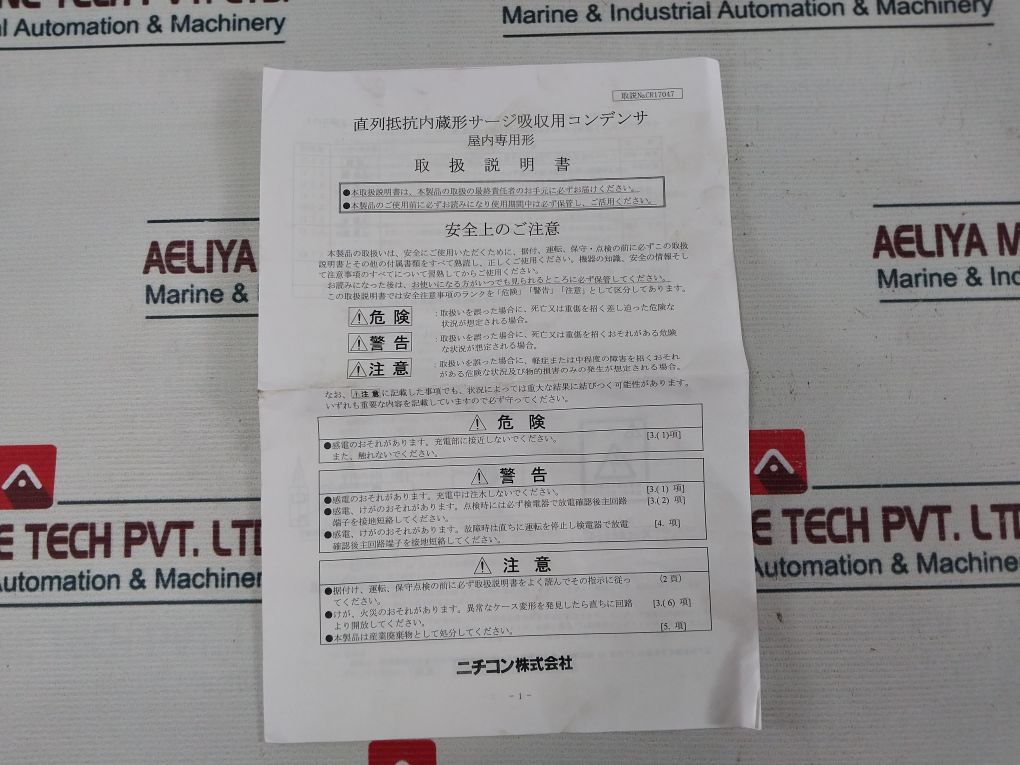 NE TECH PVT. LTD.
al Automation & Machinery
Marine & Industrial Automation & Machinery
取説№CR17047
直列抵抗内蔵形サージ吸収用コンデンサ
屋内専用形
取扱説明書
●本取扱説明書は、本製品の取扱の最終責任者のお手元に必ずお届けください。
●本製品のご使用前に必ずお読みになり使用期間中は必ず保管し、ご活用ください。
安全上のご注意
本製品の取扱いは、安全にご使用いただくために、据付、運転、保守・点検の前に必ずこの取扱
説明書とその他の付属書類をすべて熟読し、正しくご使用ください。機器の知識、安全の情報そし
て注意事項のすべてについて習熟してからご使用ください。
お読みになった後は、お使いになる方がいつでも見られるところに必ず保管してください。
この取扱説明書では安全注意事項のランクを「危険」「警告」「注意」として区分してあります。
⚠危険 :取扱いを誤った場合に、死亡又は重傷を招く差し迫った危険な
状況が想定される場合。
⚠警告 :取扱いを誤った場合に、死亡又は重傷を招くおそれがある危険
な状況が想定される場合。
⚠注意 :取扱いを誤った場合に、軽症または中程度の障害を招くおそれ
がある危険な状況及び物的損害のみの発生が想定される場合。
なお、⚠注意に記載した事項でも、状況によっては重大な結果に結びつく可能性があります。
いずれも重要な内容を記載していますので必ず守ってください。
⚠ 危険
●感電のおそれがあります。充電部に接近しないでください。 [3.(1)項]
また、触れないでください。
⚠ 警告
●感電のおそれがあります。充電中は注水しないでください。 [3.(1) 項]
●感電、けがのおそれがあります。点検時には必ず検電器で放電確認後主回路 [3.(2) 項]
端子を接地短絡してください。
●感電、けがのおそれがあります。故障時は直ちに運転を停止し検電器で放電 [4. 項]
確認後主回路端子を接地短絡してください。
⚠ 注意
●据付け、運転、保守点検の前に必ず取扱説明書をよく読んでその指示に従っ (2頁)
てください。
●けが、火災のおそれがあります。異常なケース変形を発見したら直ちに回路 [3.(6) 項]
より開放してください。
●本製品は産業廃棄物として処分してください。 [5. 項]
ニチコン株式会社
- 1 -
AELIYA
Marine &
AELIYA M
Marine & Ind
E TECH PVT. LTD
Automation & Machiner
NE TECH PVT. LTD
Automation & Machinery